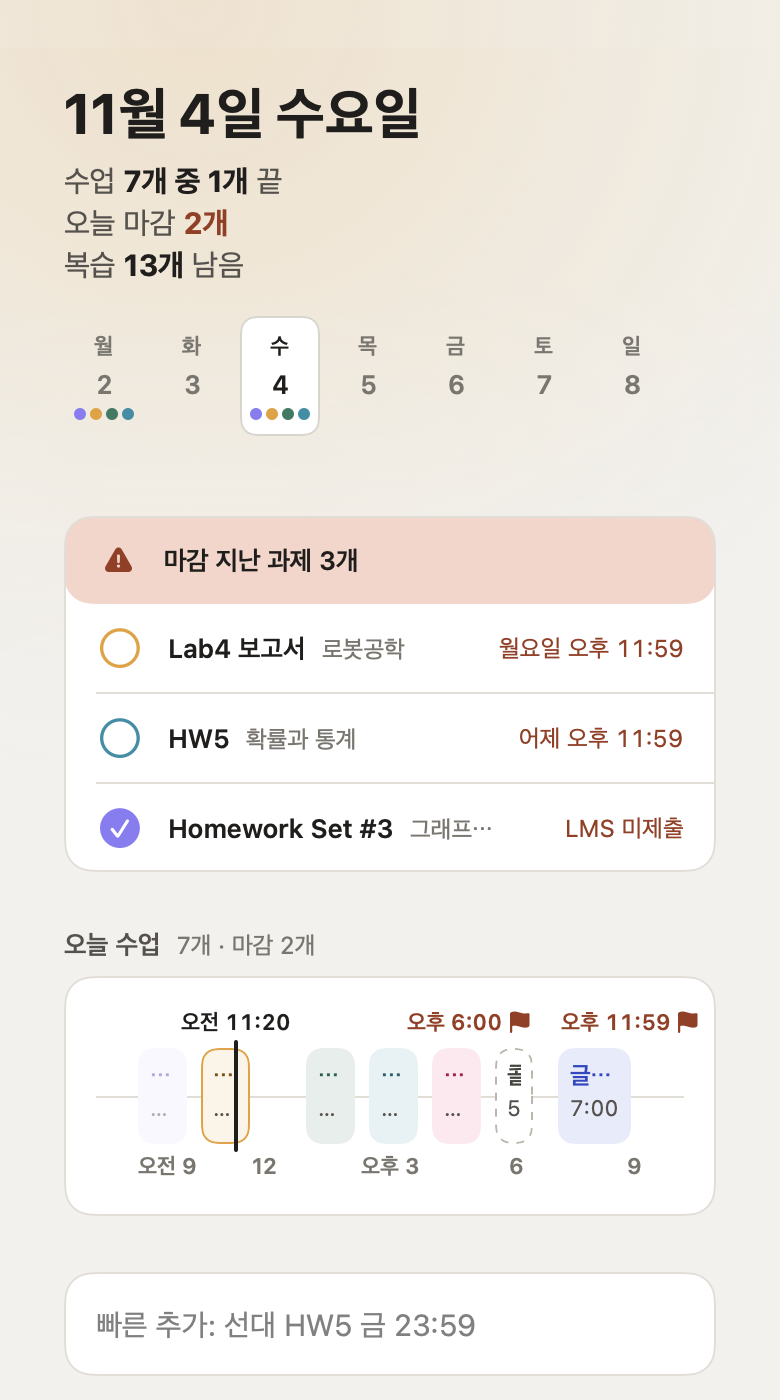 11월 4일 수요일
수업 7개 중 1개 끝
오늘 마감 2개
복습 13개 남음
월 화 수 목 금 토 일
2 3 4 5 6 7 8
마감 지난 과제 3개
Lab4 보고서 로봇공학 월요일 오후 11:59
HW5 확률과 통계 어제 오후 11:59
Homework Set #3 그래프… LMS 미제출
오늘 수업 7개 · 마감 2개
오전 11:20 오후 6:00 오후 11:59
… … … … … 글…
… … … … … 5 7:00
오전 9 12 오후 3 6 9
빠른 추가: 선대 HW5 금 23:59